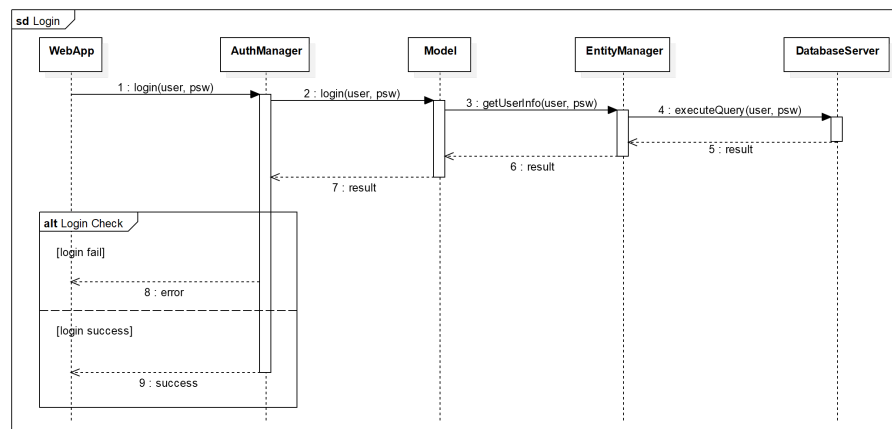 sd Login
WebApp
AuthManager
Model
EntityManager
DatabaseServer
1 : login(user, psw)
2 : login(user, psw)
3 : getUserInfo(user, psw)
4 : executeQuery(user, psw)
5 : result
6 : result
7 : result
alt Login Check
[login fail]
8 : error
[login success]
9 : success